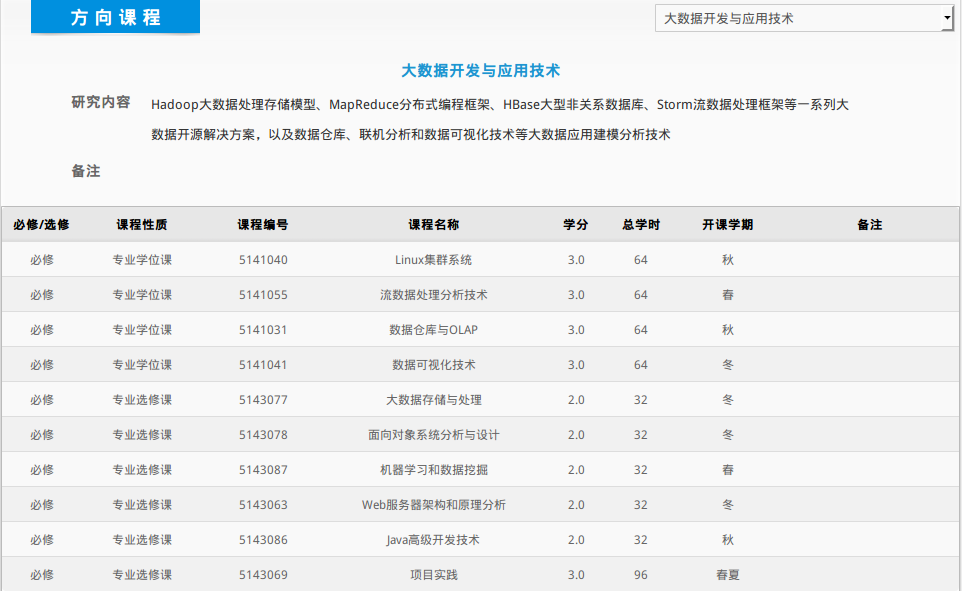 方向课程
大数据开发与应用技术
大数据开发与应用技术
研究内容 Hadoop大数据处理存储模型、MapReduce分布式编程框架、HBase大型非关系数据库、Storm流数据处理框架等一系列大
数据开源解决方案，以及数据仓库、联机分析和数据可视化技术等大数据应用建模分析技术
备注
必修/选修 课程性质 课程编号 课程名称 学分 总学时 开课学期 备注
必修 专业学位课 5141040 Linux集群系统 3.0 64 秋
必修 专业学位课 5141055 流数据处理分析技术 3.0 64 春
必修 专业学位课 5141031 数据仓库与OLAP 3.0 64 秋
必修 专业学位课 5141041 数据可视化技术 3.0 64 冬
必修 专业选修课 5143077 大数据存储与处理 2.0 32 冬
必修 专业选修课 5143078 面向对象系统分析与设计 2.0 32 冬
必修 专业选修课 5143087 机器学习和数据挖掘 2.0 32 春
必修 专业选修课 5143063 Web服务器架构和原理分析 2.0 32 冬
必修 专业选修课 5143086 Java高级开发技术 2.0 32 秋
必修 专业选修课 5143069 项目实践 3.0 96 春夏